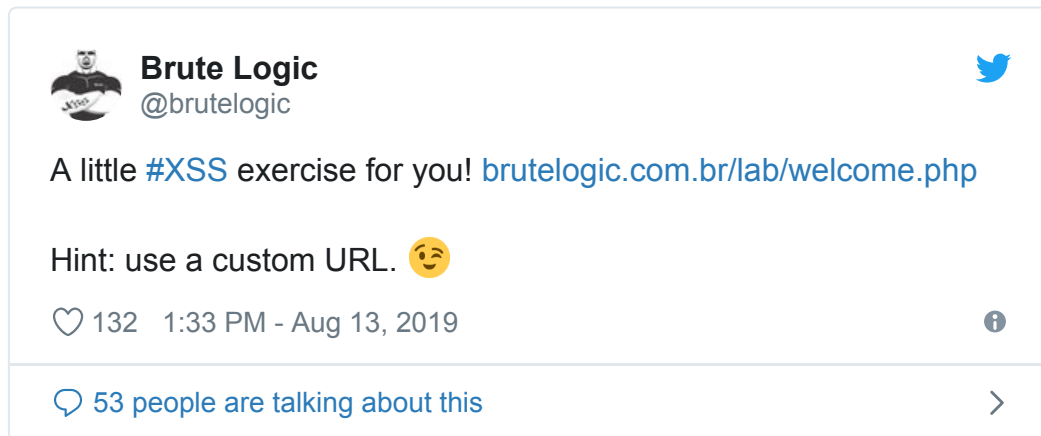 Brute Logic
@brutelogic
A little #XSS exercise for you! brutelogic.com.br/lab/welcome.php
Hint: use a custom URL. 😉
132 1:33 PM - Aug 13, 2019
53 people are talking about this